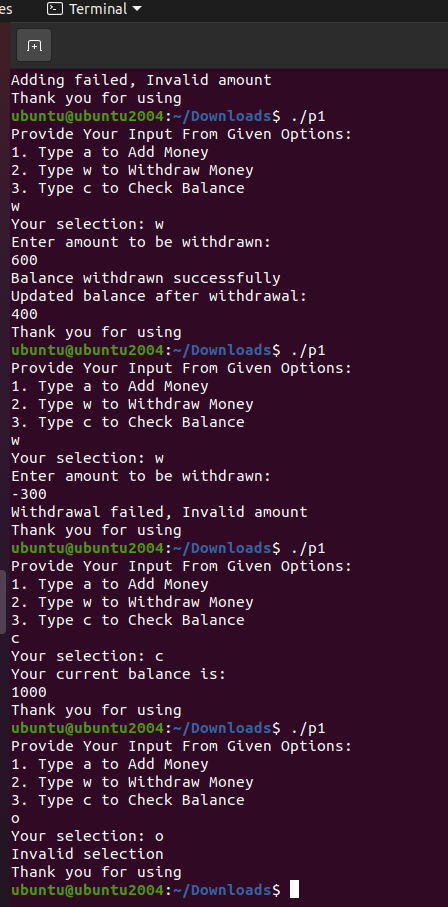 es Terminal
Adding failed, Invalid amount
Thank you for using
ubuntu@ubuntu2004:~/Downloads$ ./p1
Provide Your Input From Given Options:
1. Type a to Add Money
2. Type w to Withdraw Money
3. Type c to Check Balance
w
Your selection: w
Enter amount to be withdrawn:
600
Balance withdrawn successfully
Updated balance after withdrawal:
400
Thank you for using
ubuntu@ubuntu2004:~/Downloads$ ./p1
Provide Your Input From Given Options:
1. Type a to Add Money
2. Type w to Withdraw Money
3. Type c to Check Balance
w
Your selection: w
Enter amount to be withdrawn:
-300
Withdrawal failed, Invalid amount
Thank you for using
ubuntu@ubuntu2004:~/Downloads$ ./p1
Provide Your Input From Given Options:
1. Type a to Add Money
2. Type w to Withdraw Money
3. Type c to Check Balance
c
Your selection: c
Your current balance is:
1000
Thank you for using
ubuntu@ubuntu2004:~/Downloads$ ./p1
Provide Your Input From Given Options:
1. Type a to Add Money
2. Type w to Withdraw Money
3. Type c to Check Balance
o
Your selection: o
Invalid selection
Thank you for using
ubuntu@ubuntu2004:~/Downloads$